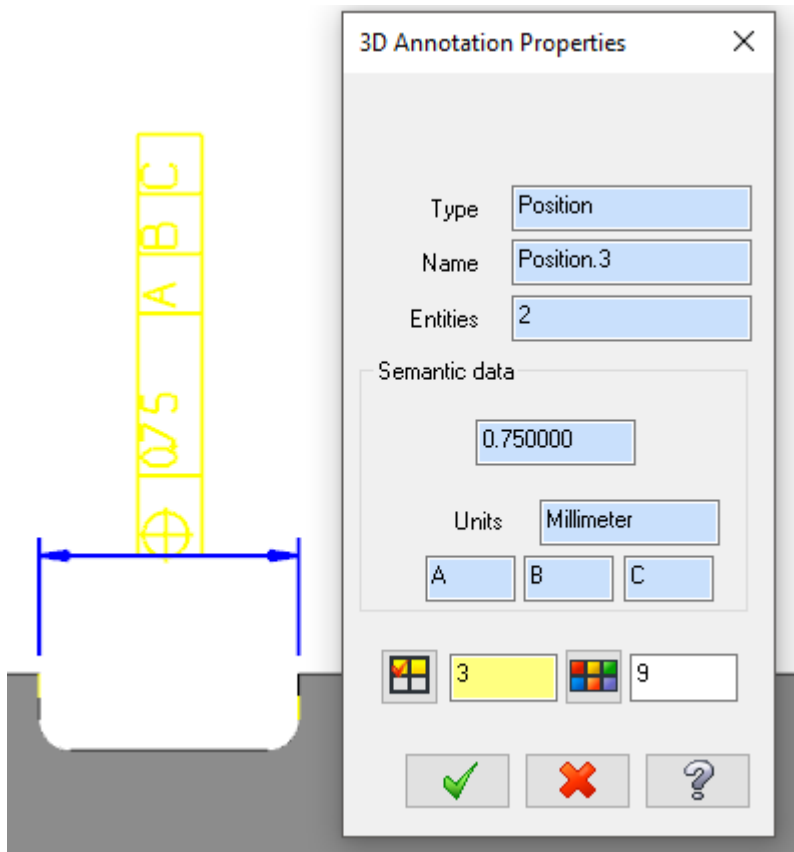 3D Annotation Properties
Type Position
Name Position.3
Entities 2
Semantic data
0.750000
Units Millimeter
A B C
3 9
0.75 A B C